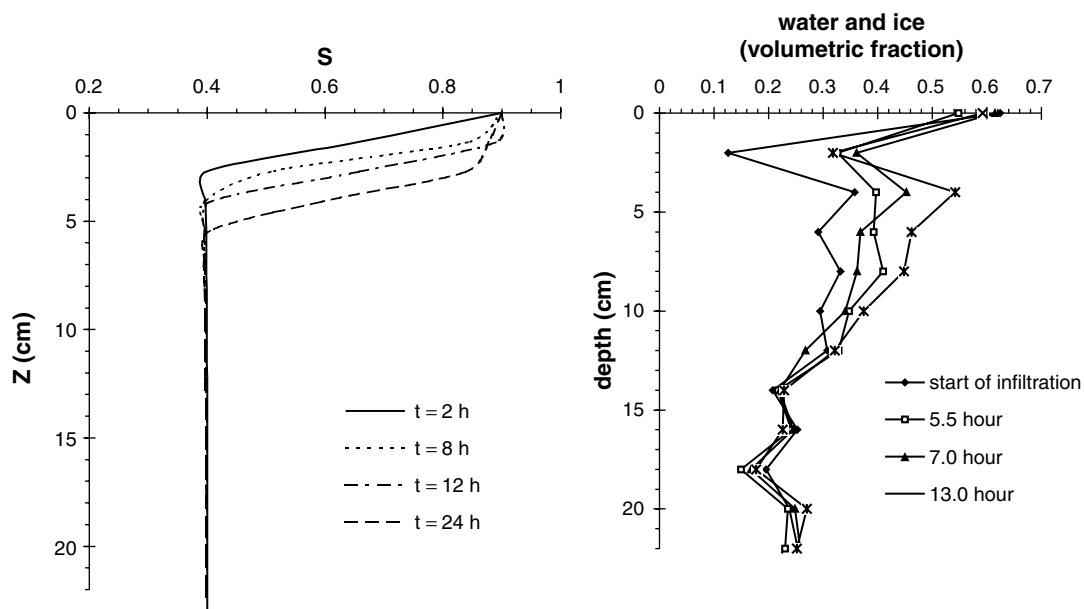 S
0.2 0.4 0.6 0.8 1
0
5
10
15
20
Z (cm)
t = 2 h
t = 8 h
t = 12 h
t = 24 h
water and ice
(volumetric fraction)
0 0.1 0.2 0.3 0.4 0.5 0.6 0.7
0
5
10
15
20
depth (cm)
start of infiltration
5.5 hour
7.0 hour
13.0 hour